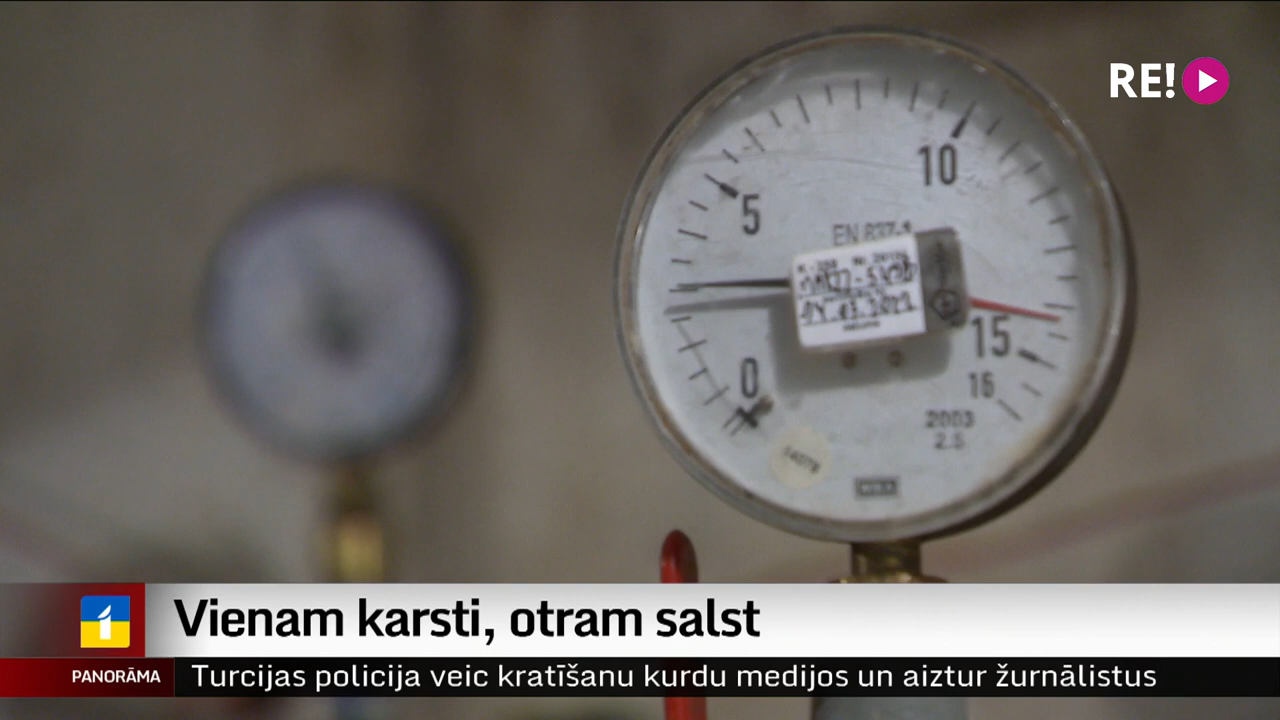 RE!
10
5
EN 837-1
15
0
16
2003
2.5
1
Vienam karsti, otram salst
PANORĀMA
Turcijas policija veic kratīšanu kurdu medijos un aiztur žurnālistus